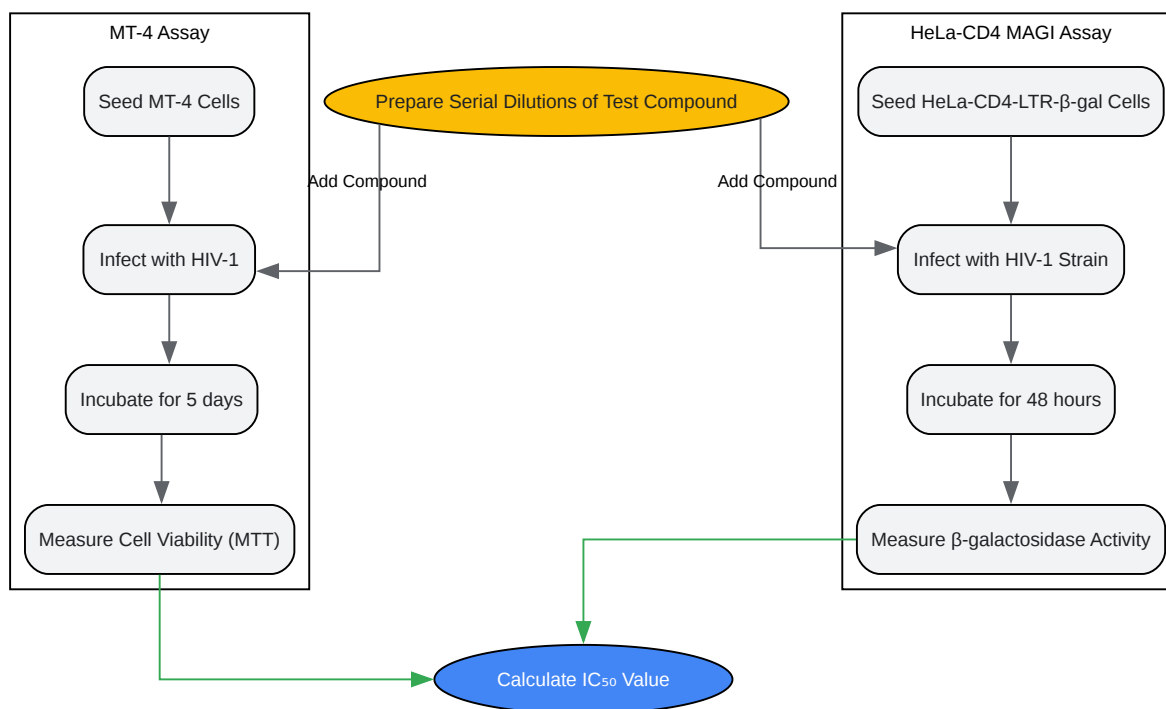 MT-4 Assay
HeLa-CD4 MAGI Assay
Seed MT-4 Cells
Prepare Serial Dilutions of Test Compound
Seed HeLa-CD4-LTR-β-gal Cells
Add Compound
Add Compound
Infect with HIV-1
Infect with HIV-1 Strain
Incubate for 5 days
Incubate for 48 hours
Measure Cell Viability (MTT)
Measure β-galactosidase Activity
Calculate IC₅₀ Value